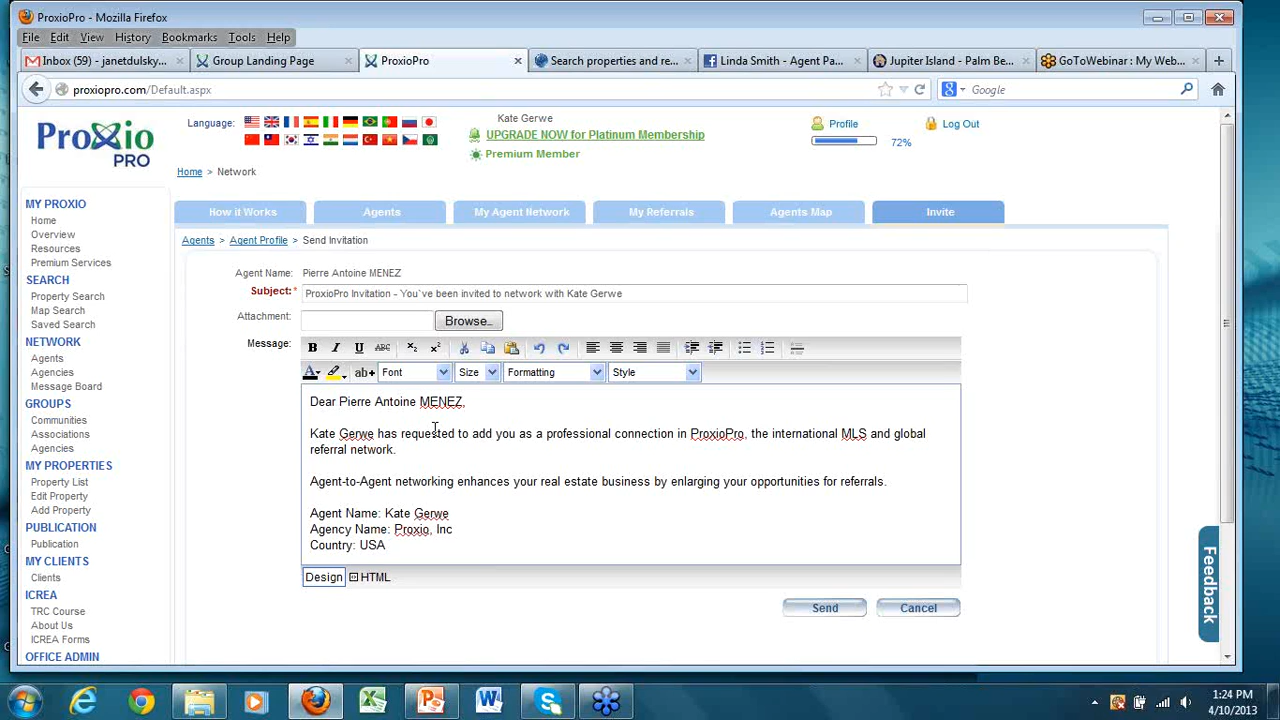 ProxioPro - Mozilla Firefox
File Edit View History Bookmarks Tools Help
Inbox (59) - janetdulsky... Group Landing Page ProxioPro Search properties and re... Linda Smith - Agent Pa... Jupiter Island - Palm Be... GoToWebinar : My Web...
proxiopro.com/Default.aspx Google
Proxio PRO
Language:
Kate Gerwe
UPGRADE NOW for Platinum Membership
Premium Member
Profile Log Out
72%
Home > Network
MY PROXIO
Home
Overview
Resources
Premium Services
SEARCH
Property Search
Map Search
Saved Search
NETWORK
Agents
Agencies
Message Board
GROUPS
Communities
Associations
Agencies
MY PROPERTIES
Property List
Edit Property
Add Property
PUBLICATION
Publication
MY CLIENTS
Clients
ICREA
TRC Course
About Us
ICREA Forms
OFFICE ADMIN
How it Works Agents My Agent Network My Referrals Agents Map Invite
Agents > Agent Profile > Send Invitation
Agent Name: Pierre Antoine MENEZ
Subject:* ProxioPro Invitation - You`ve been invited to network with Kate Gerwe
Attachment: Browse...
Message:
B I U ABC
A ab+ Font Size Formatting Style
Dear Pierre Antoine MENEZ,
Kate Gerwe has requested to add you as a professional connection in ProxioPro, the international MLS and global
referral network.
Agent-to-Agent networking enhances your real estate business by enlarging your opportunities for referrals.
Agent Name: Kate Gerwe
Agency Name: Proxio, Inc
Country: USA
Design HTML
Send Cancel
Feedback
1:24 PM
4/10/2013